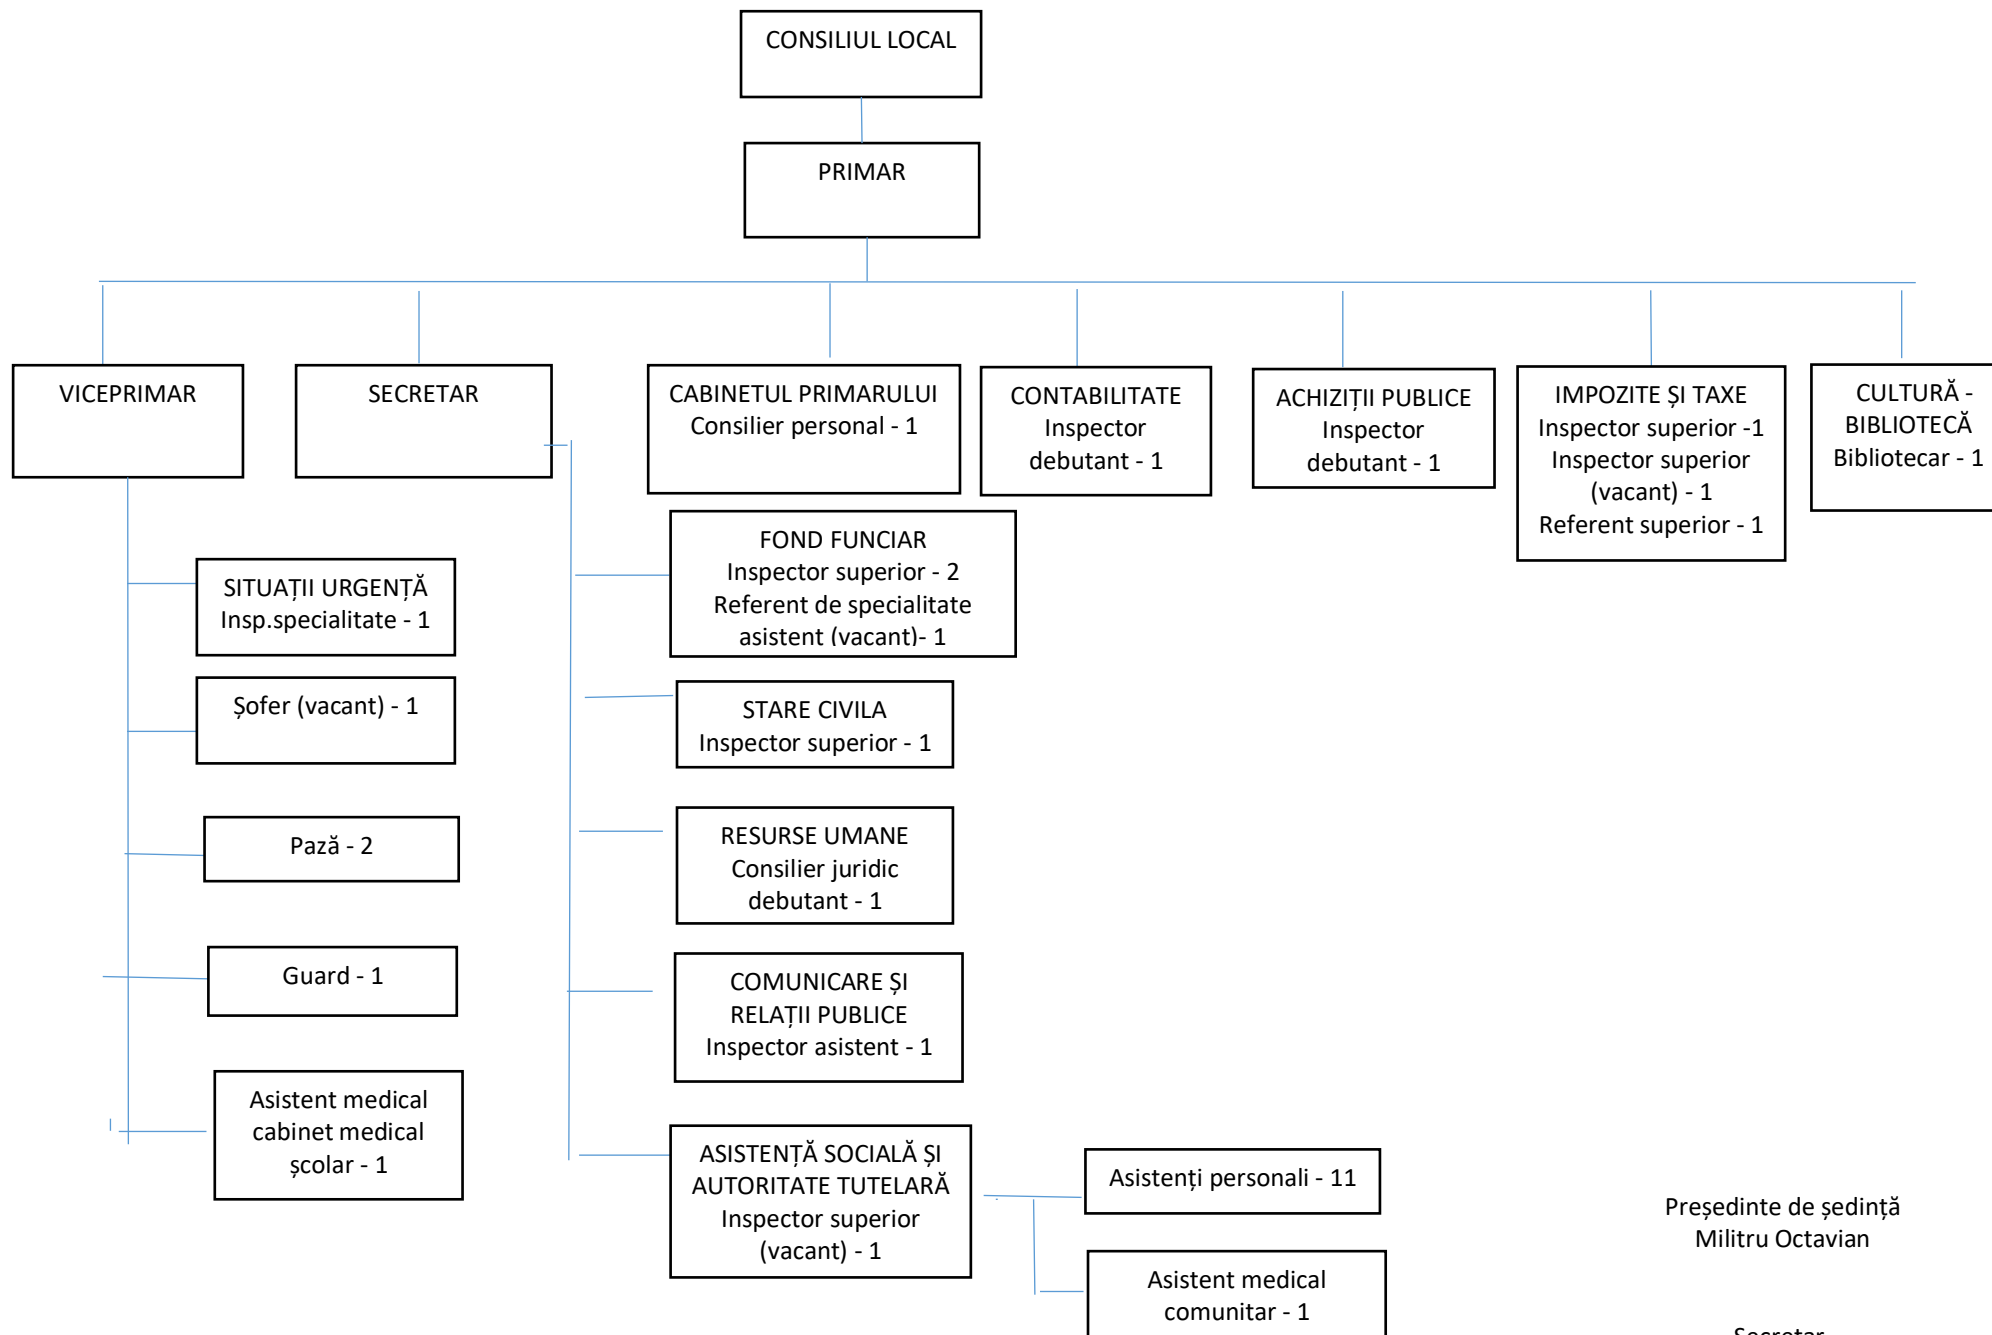 CONSILIUL LOCAL
PRIMAR
VICEPRIMAR
SECRETAR
CABINETUL PRIMARULUI
Consilier personal - 1
CONTABILITATE
Inspector
debutant - 1
ACHIZIȚII PUBLICE
Inspector
debutant - 1
IMPOZITE ȘI TAXE
Inspector superior -1
Inspector superior
(vacant) - 1
Referent superior - 1
CULTURĂ -
BIBLIOTECĂ
Bibliotecar - 1
SITUAȚII URGENȚĂ
Insp.specialitate - 1
Șofer (vacant) - 1
Pază - 2
Guard - 1
Asistent medical
cabinet medical
școlar - 1
FOND FUNCIAR
Inspector superior - 2
Referent de specialitate
asistent (vacant)- 1
STARE CIVILA
Inspector superior - 1
RESURSE UMANE
Consilier juridic
debutant - 1
COMUNICARE ȘI
RELAȚII PUBLICE
Inspector asistent - 1
ASISTENȚĂ SOCIALĂ ȘI
AUTORITATE TUTELARĂ
Inspector superior
(vacant) - 1
Asistenți personali - 11
Asistent medical
comunitar - 1
Președinte de ședință
Militru Octavian
Secretar